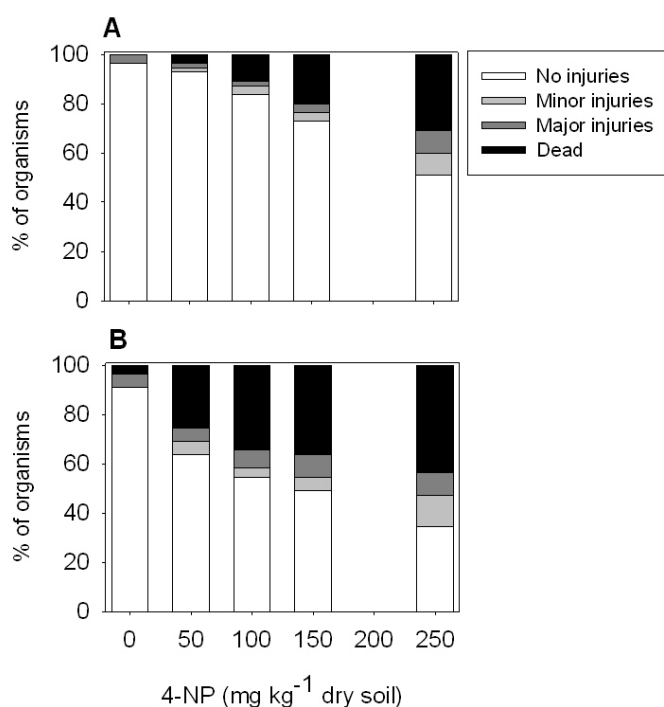 A
100
80
60
40
20
0
% of organisms
No injuries
Minor injuries
Major injuries
Dead
B
100
80
60
40
20
0
% of organisms
0 50 100 150 200 250
4-NP (mg kg⁻¹ dry soil)